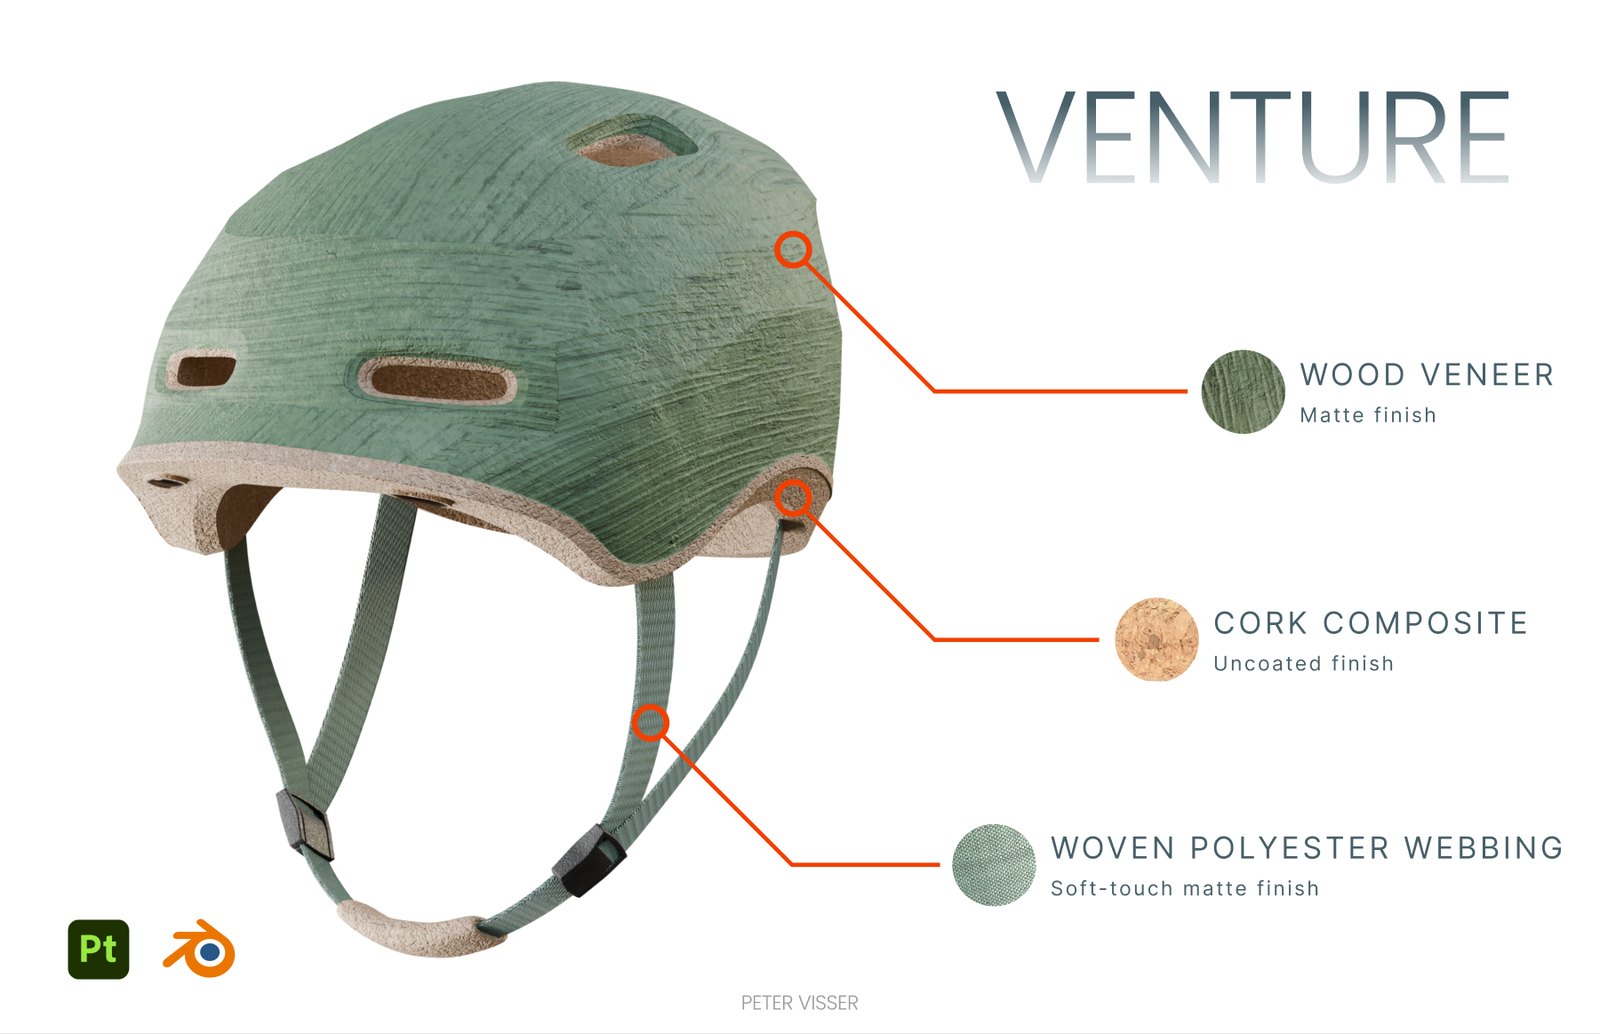 VENTURE
WOOD VENEER
Matte finish
CORK COMPOSITE
Uncoated finish
WOVEN POLYESTER WEBBING
Soft-touch matte finish
Pt
PETER VISSER